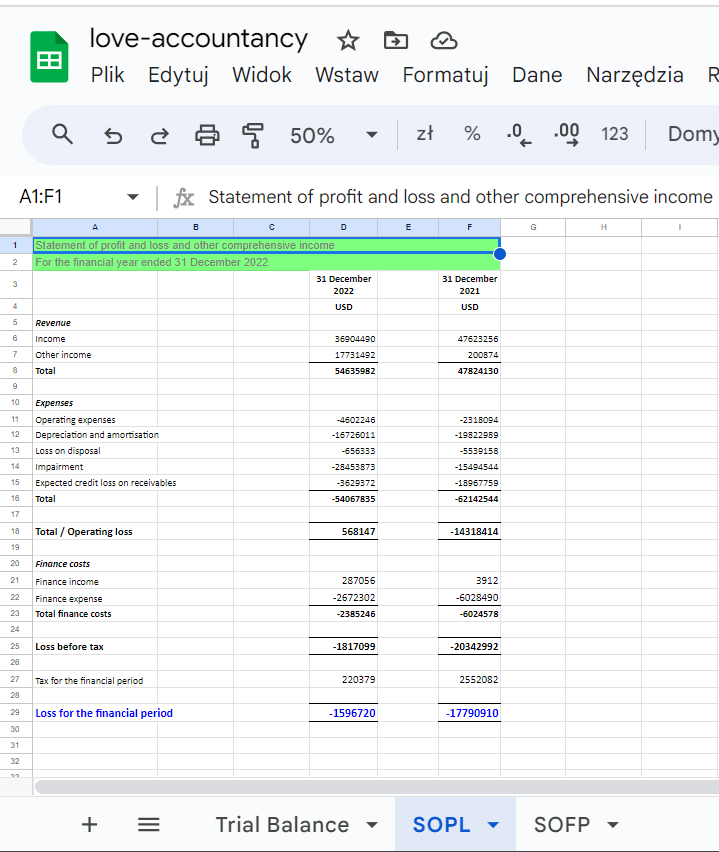 love-accountancy
Plik Edytuj Widok Wstaw Formatuj Dane Narzędzia R
50% zł % .0 .00 123 Domy
A1:F1 fx Statement of profit and loss and other comprehensive income
A B C D E F G H I
1 Statement of profit and loss and other comprehensive income
2 For the financial year ended 31 December 2022
3 31 December 2022 31 December 2021
4 USD USD
5 Revenue
6 Income 36904490 47623256
7 Other income 17731492 200874
8 Total 54635982 47824130
9
10 Expenses
11 Operating expenses -4602246 -2318094
12 Depreciation and amortisation -16726011 -19822989
13 Loss on disposal -656333 -5539158
14 Impairment -28453873 -15494544
15 Expected credit loss on receivables -3629372 -18967759
16 Total -54067835 -62142544
17
18 Total / Operating loss 568147 -14318414
19
20 Finance costs
21 Finance income 287056 3912
22 Finance expense -2672302 -6028490
23 Total finance costs -2385246 -6024578
24
25 Loss before tax -1817099 -20342992
26
27 Tax for the financial period 220379 2552082
28
29 Loss for the financial period -1596720 -17790910
30
31
32
33
+ Trial Balance SOPL SOFP